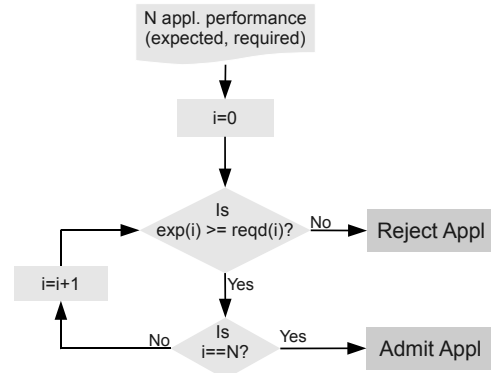 N appl. performance
(expected, required)
i=0
Is
exp(i) >= reqd(i)?
No
Reject Appl
i=i+1
Yes
Is
i==N?
No
Yes
Admit Appl